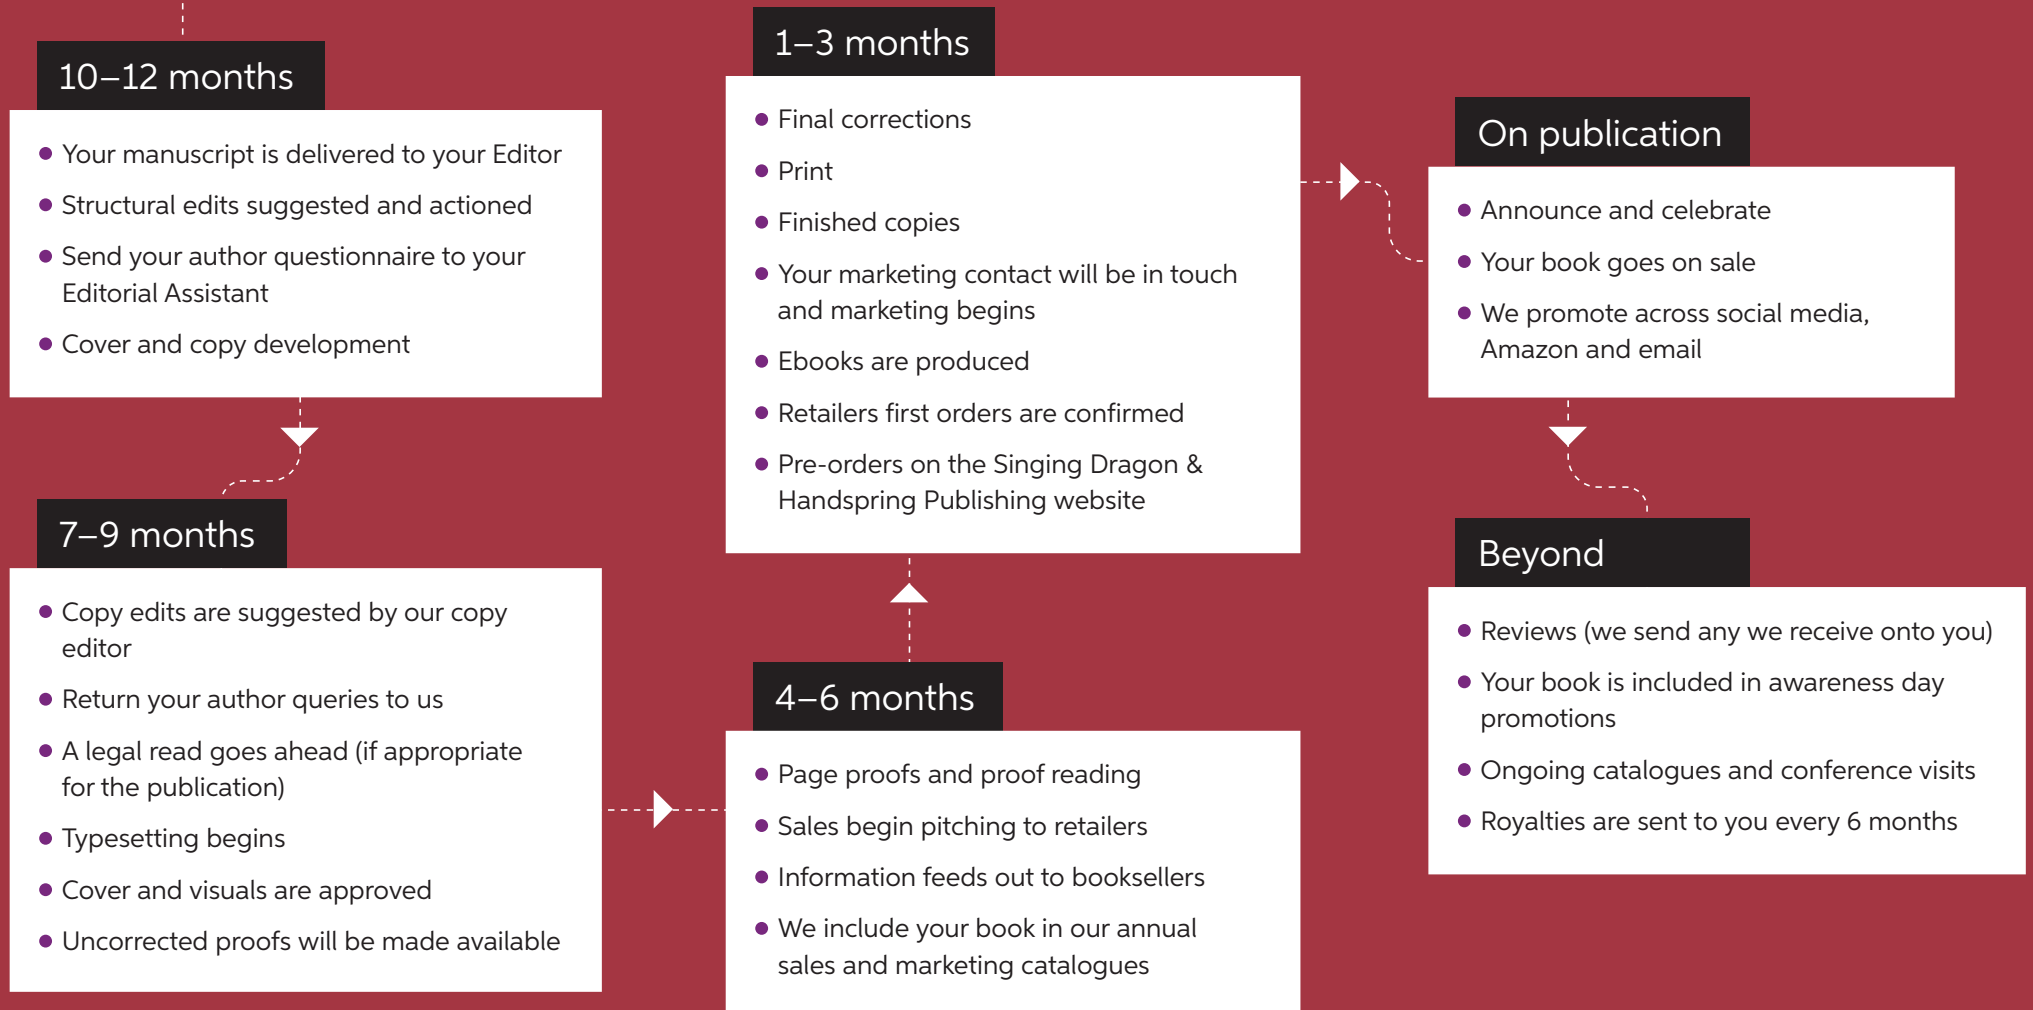 10–12 months
• Your manuscript is delivered to your Editor
• Structural edits suggested and actioned
• Send your author questionnaire to your
Editorial Assistant
• Cover and copy development
7–9 months
• Copy edits are suggested by our copy
editor
• Return your author queries to us
• A legal read goes ahead (if appropriate
for the publication)
• Typesetting begins
• Cover and visuals are approved
• Uncorrected proofs will be made available
4–6 months
• Page proofs and proof reading
• Sales begin pitching to retailers
• Information feeds out to booksellers
• We include your book in our annual
sales and marketing catalogues
1–3 months
• Final corrections
• Print
• Finished copies
• Your marketing contact will be in touch
and marketing begins
• Ebooks are produced
• Retailers first orders are confirmed
• Pre-orders on the Singing Dragon &
Handspring Publishing website
On publication
• Announce and celebrate
• Your book goes on sale
• We promote across social media,
Amazon and email
Beyond
• Reviews (we send any we receive onto you)
• Your book is included in awareness day
promotions
• Ongoing catalogues and conference visits
• Royalties are sent to you every 6 months